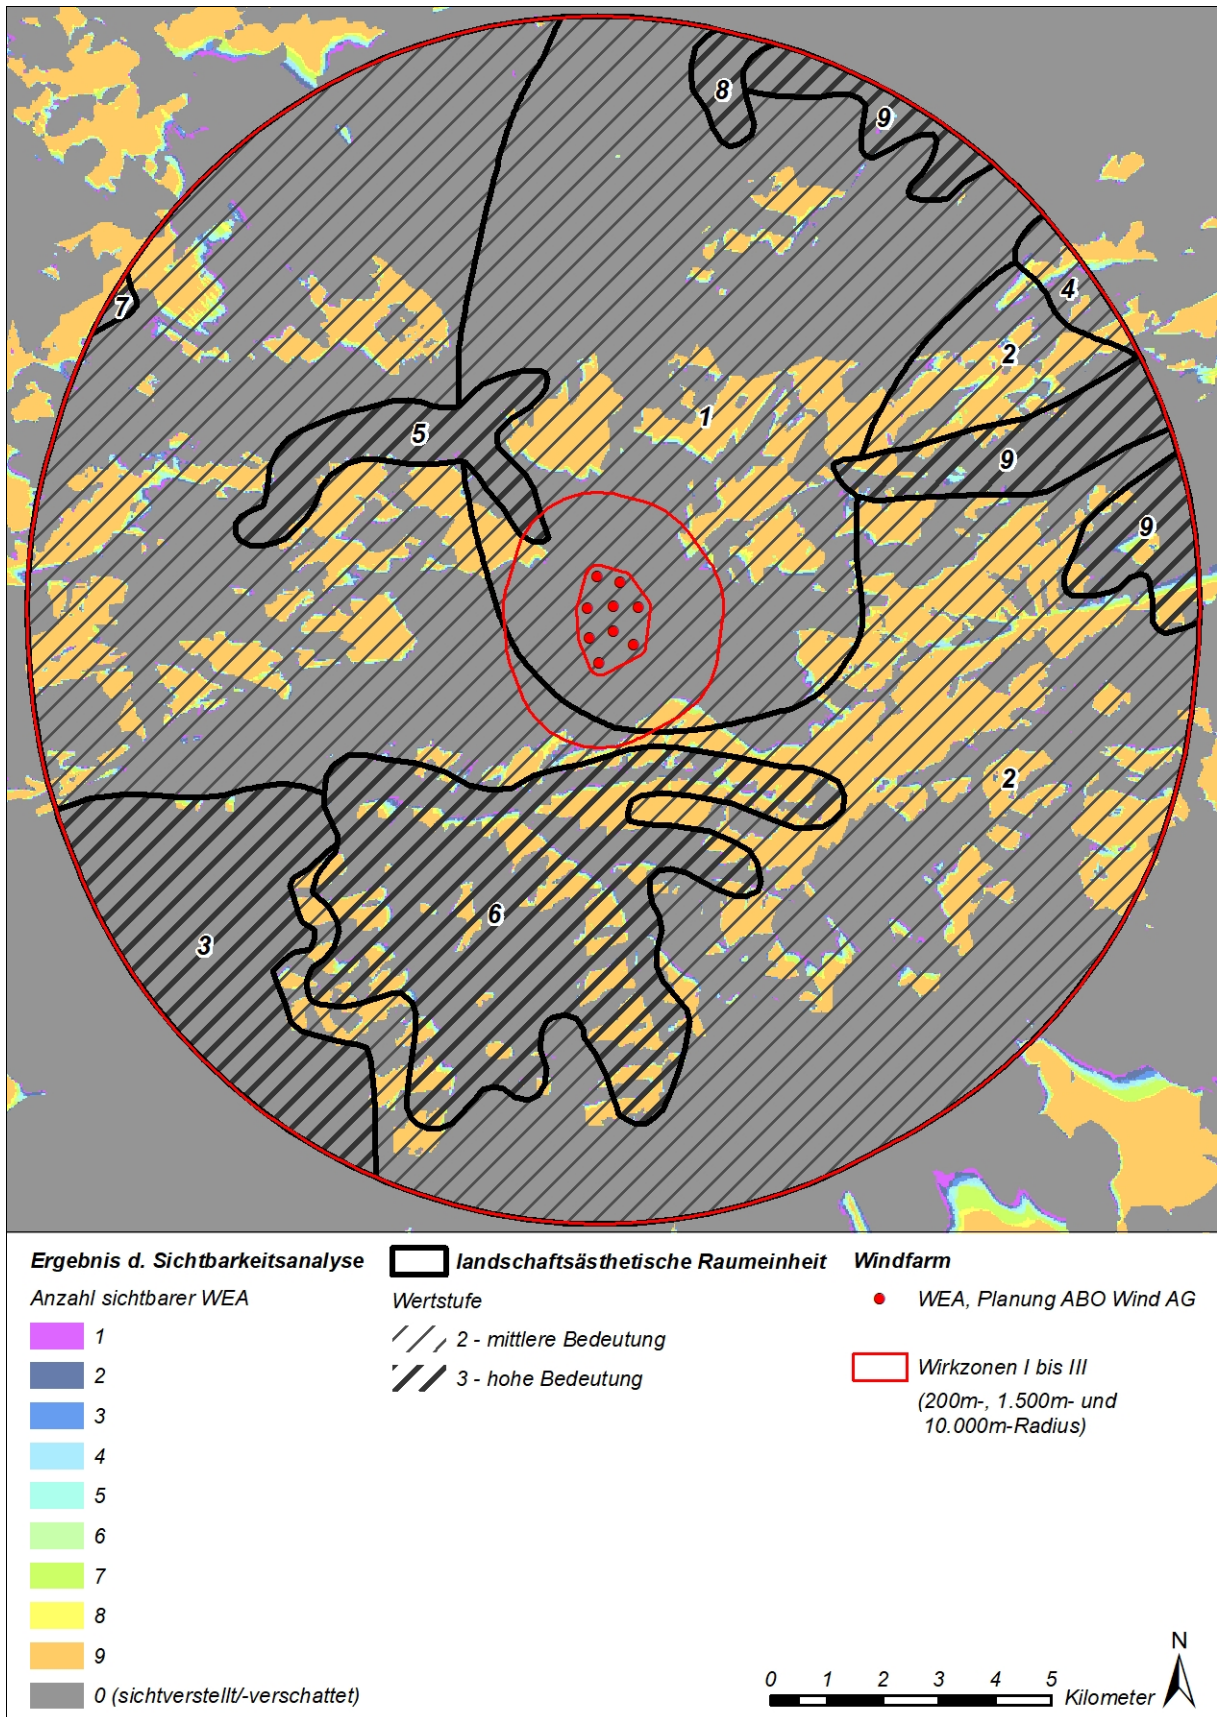 8
9
4
7
2
1
5
9
9
2
6
3
Ergebnis d. Sichtbarkeitsanalyse
Anzahl sichtbarer WEA
1
2
3
4
5
6
7
8
9
0 (sichtverstellt/-verschattet)
landschaftsästhetische Raumeinheit
Wertstufe
2 - mittlere Bedeutung
3 - hohe Bedeutung
Windfarm
WEA, Planung ABO Wind AG
Wirkzonen I bis III
(200m-, 1.500m- und
10.000m-Radius)
N
0 1 2 3 4 5
Kilometer